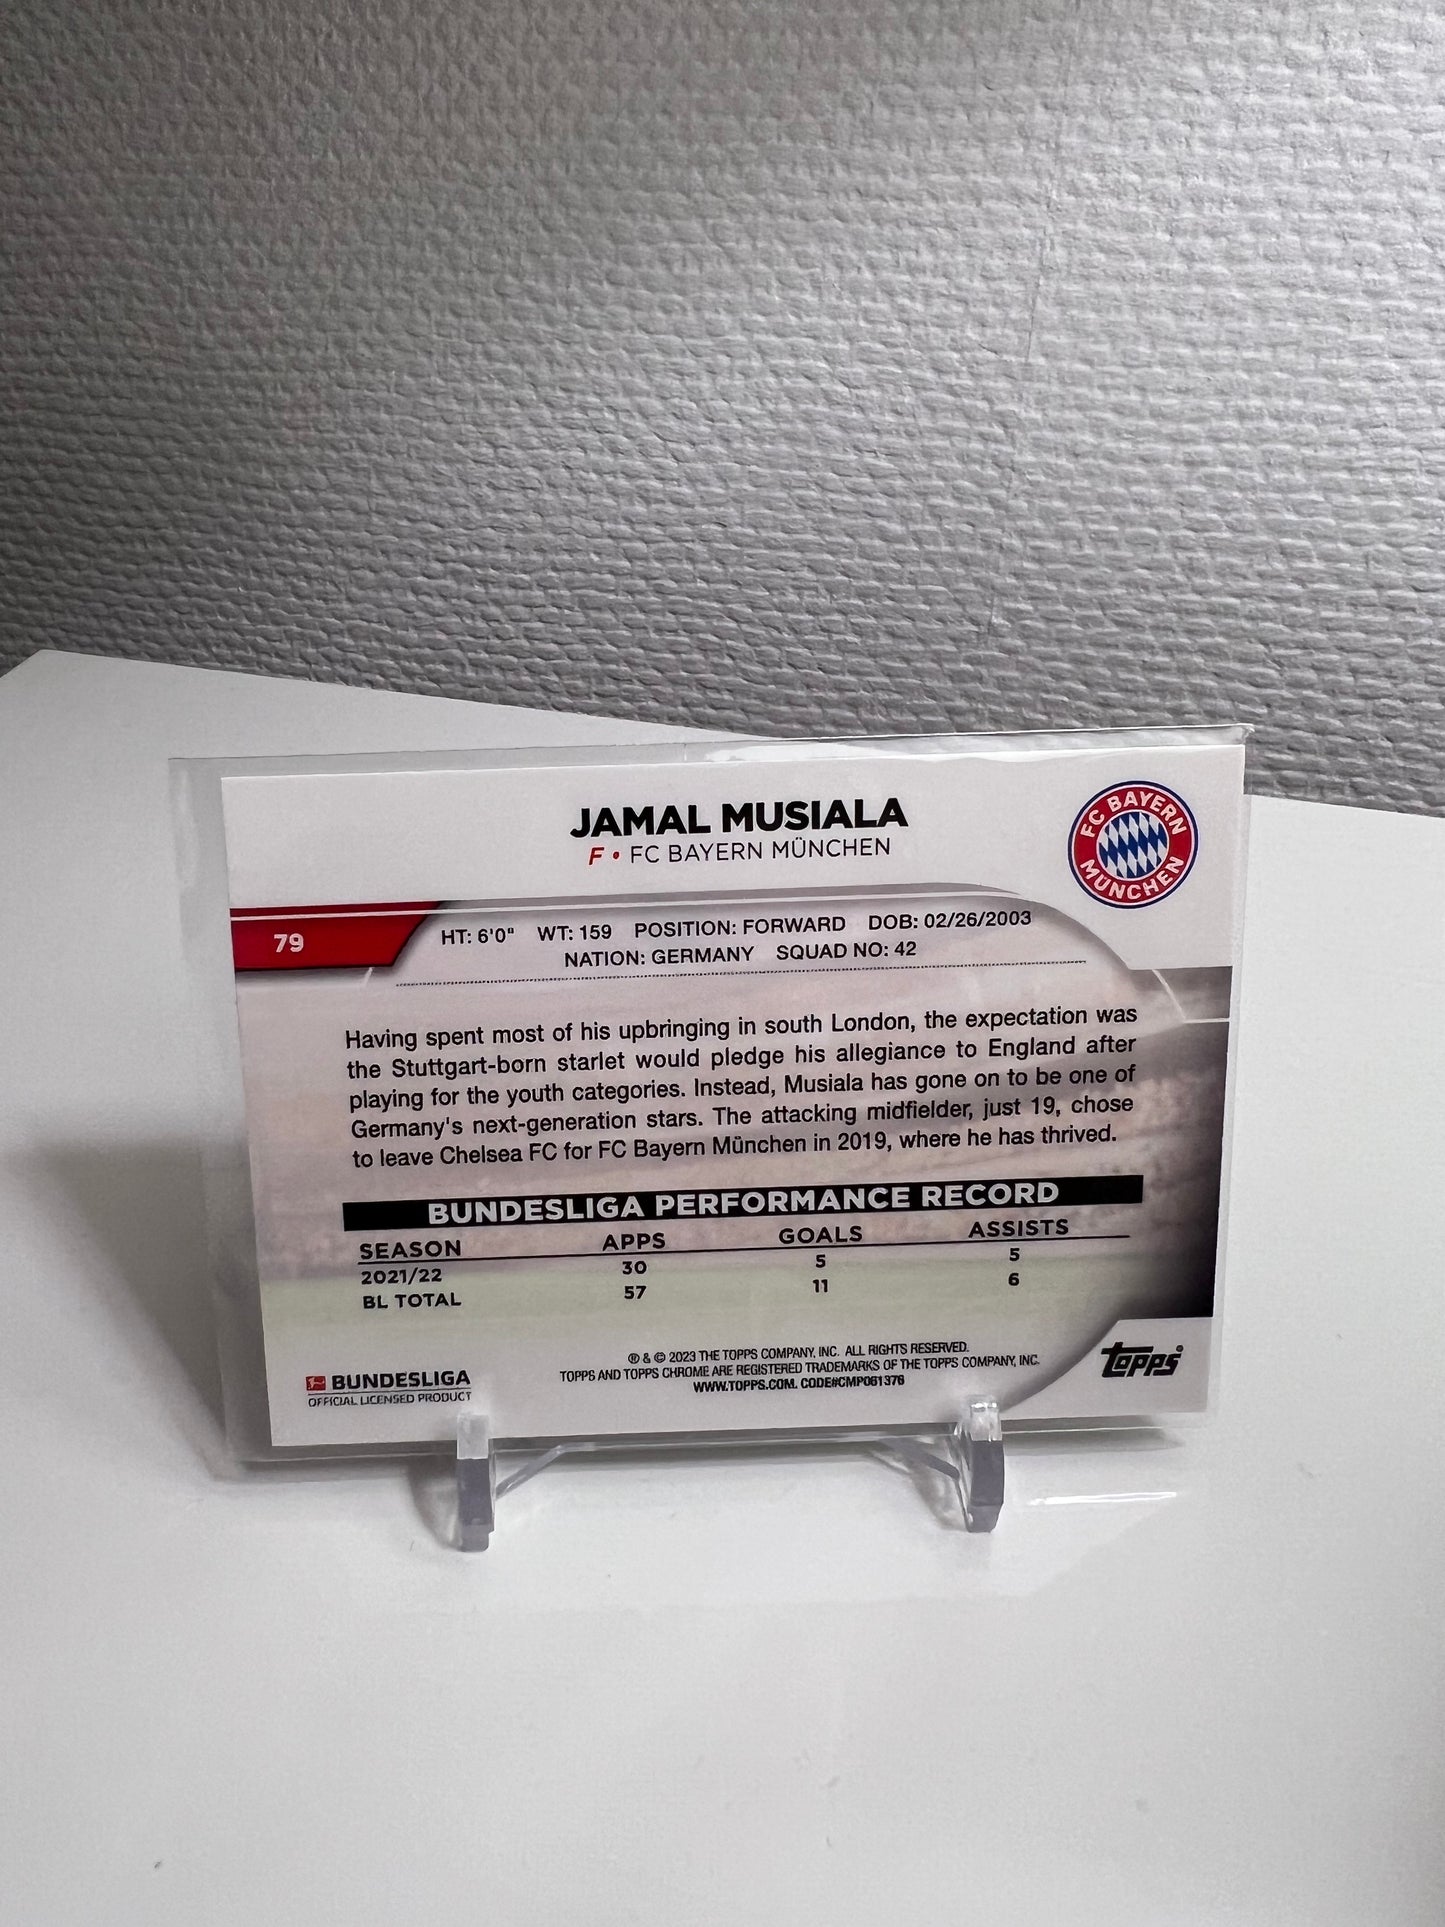 JAMAL MUSIALA
F • FC BAYERN MÜNCHEN
FC BAYERN
MÜNCHEN
79
HT: 6'0" WT: 159 POSITION: FORWARD DOB: 02/26/2003
NATION: GERMANY SQUAD NO: 42
Having spent most of his upbringing in south London, the expectation was
the Stuttgart-born starlet would pledge his allegiance to England after
playing for the youth categories. Instead, Musiala has gone on to be one of
Germany's next-generation stars. The attacking midfielder, just 19, chose
to leave Chelsea FC for FC Bayern München in 2019, where he has thrived.
BUNDESLIGA PERFORMANCE RECORD
SEASON APPS GOALS ASSISTS
2021/22 30 5 5
BL TOTAL 57 11 6
® & © 2023 THE TOPPS COMPANY, INC. ALL RIGHTS RESERVED.
TOPPS AND TOPPS CHROME ARE REGISTERED TRADEMARKS OF THE TOPPS COMPANY, INC.
WWW.TOPPS.COM. CODE#CMP061376
BUNDESLIGA
OFFICIAL LICENSED PRODUCT
Topps